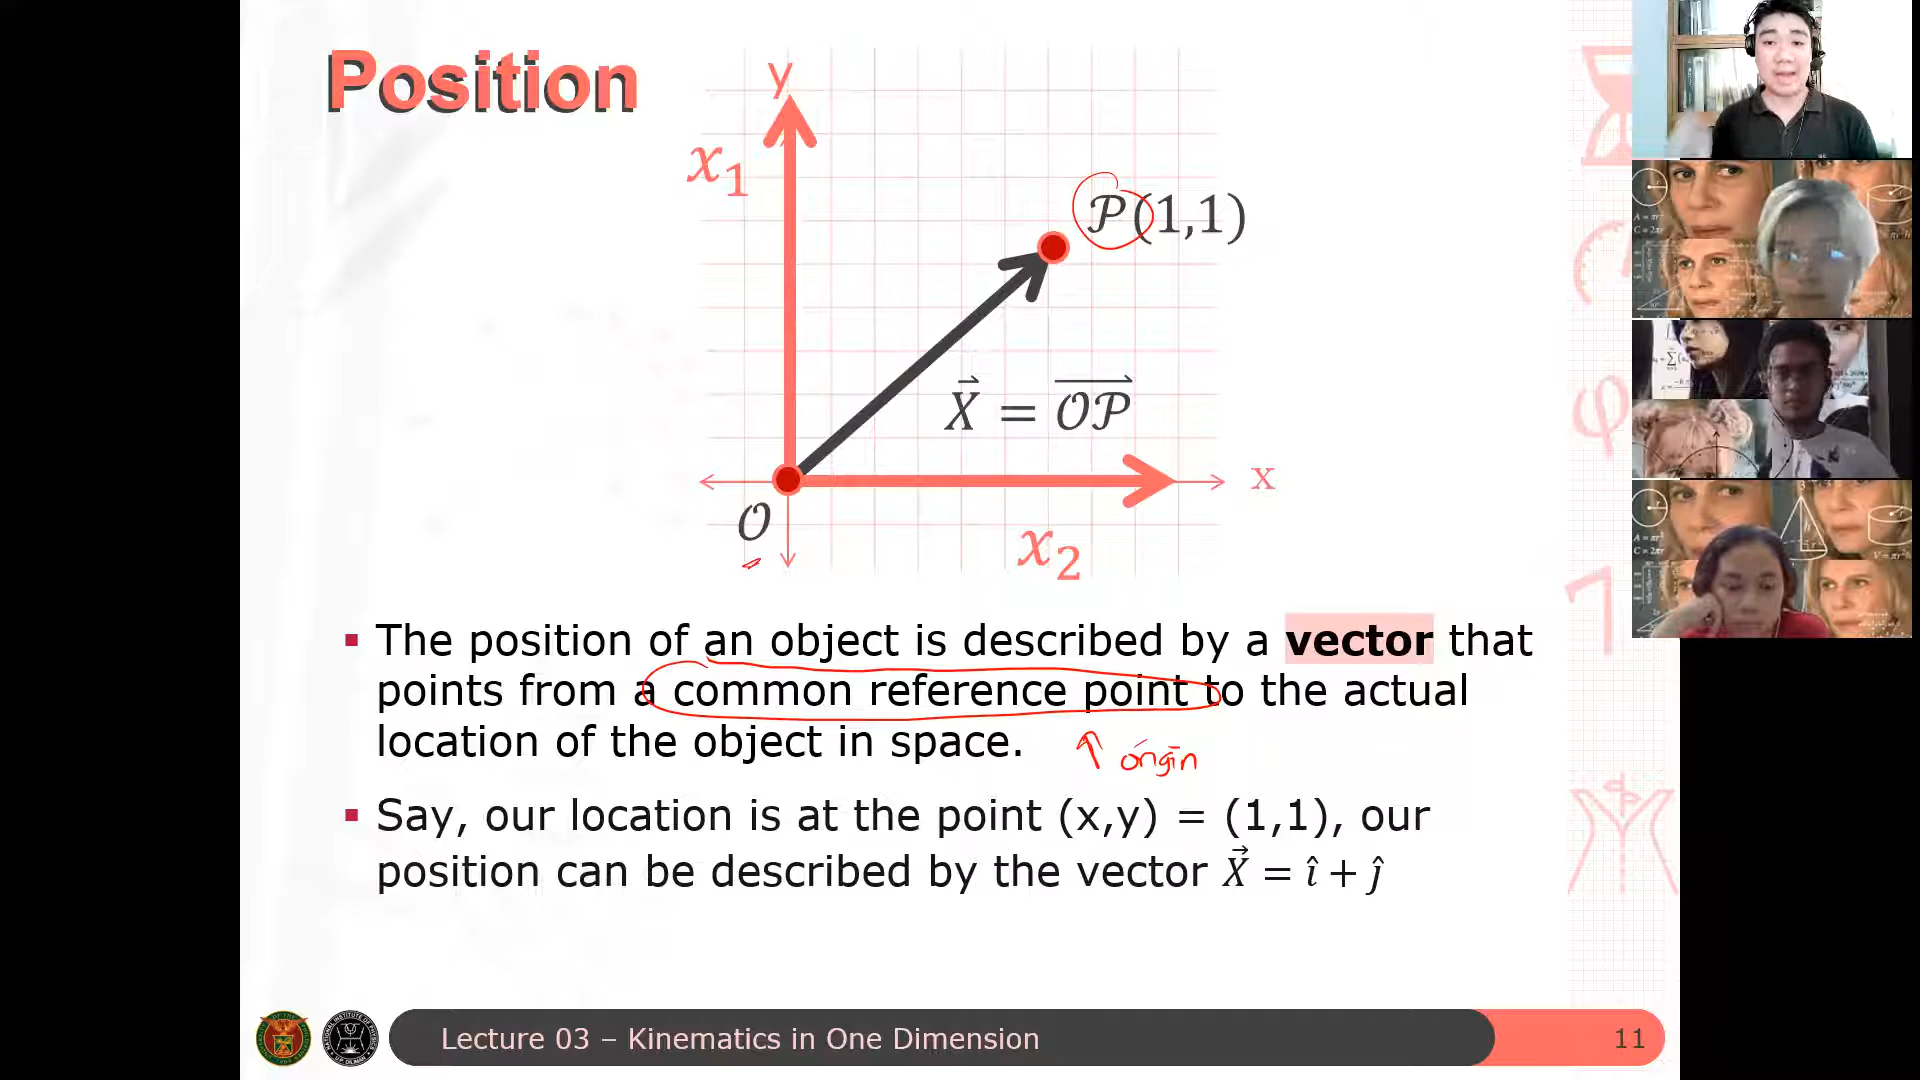 Position
y
x₁
𝒫(1,1)
X⃗ = 𝒪𝒫⃗
x
𝒪
x₂
▪ The position of an object is described by a vector that
points from a common reference point to the actual
location of the object in space.
origin
▪ Say, our location is at the point (x,y) = (1,1), our
position can be described by the vector X⃗ = î + ĵ
Lecture 03 – Kinematics in One Dimension
11